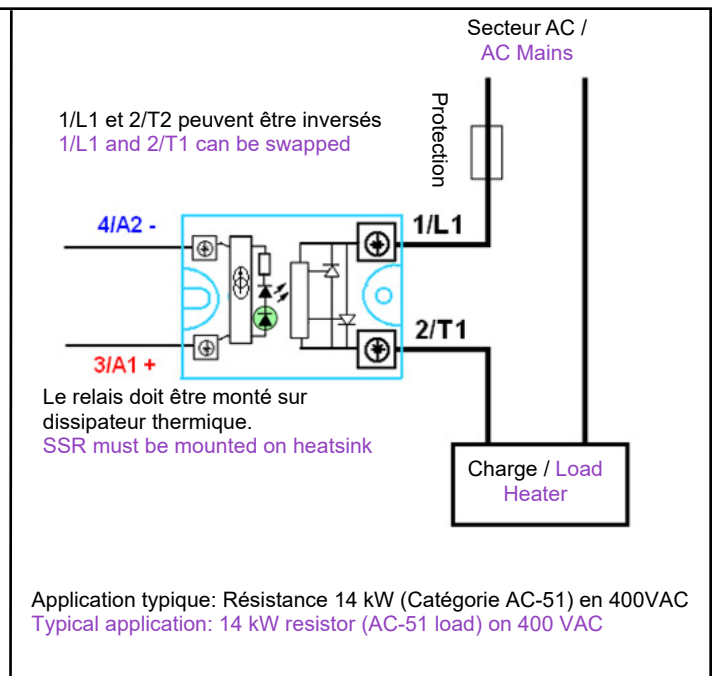 Secteur AC /
AC Mains
Protection
1/L1 et 2/T2 peuvent être inversés
1/L1 and 2/T1 can be swapped
4/A2 -
1/L1
2/T1
3/A1 +
Le relais doit être monté sur
dissipateur thermique.
SSR must be mounted on heatsink
Charge / Load
Heater
Application typique: Résistance 14 kW (Catégorie AC-51) en 400VAC
Typical application: 14 kW resistor (AC-51 load) on 400 VAC